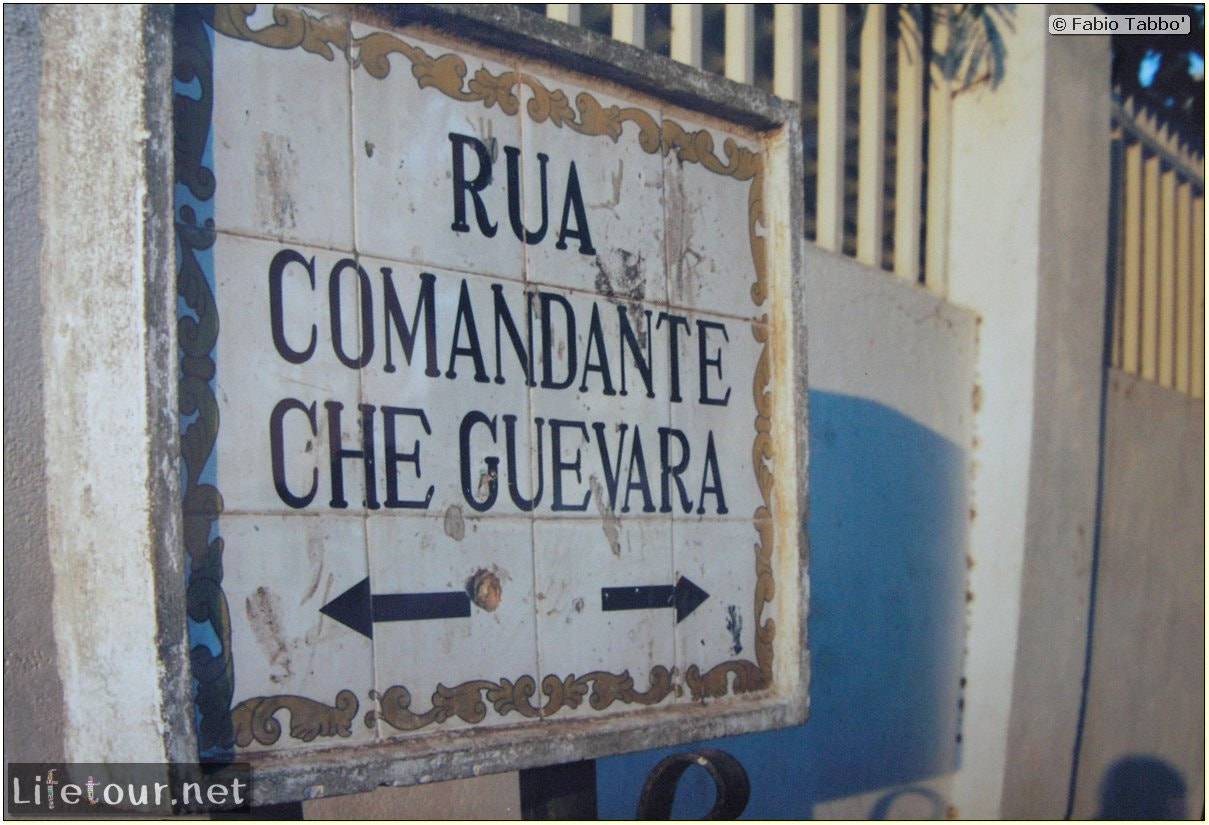 © Fabio Tabbo'
RUA
COMANDANTE
CHE GUEVARA
Lifetour.net